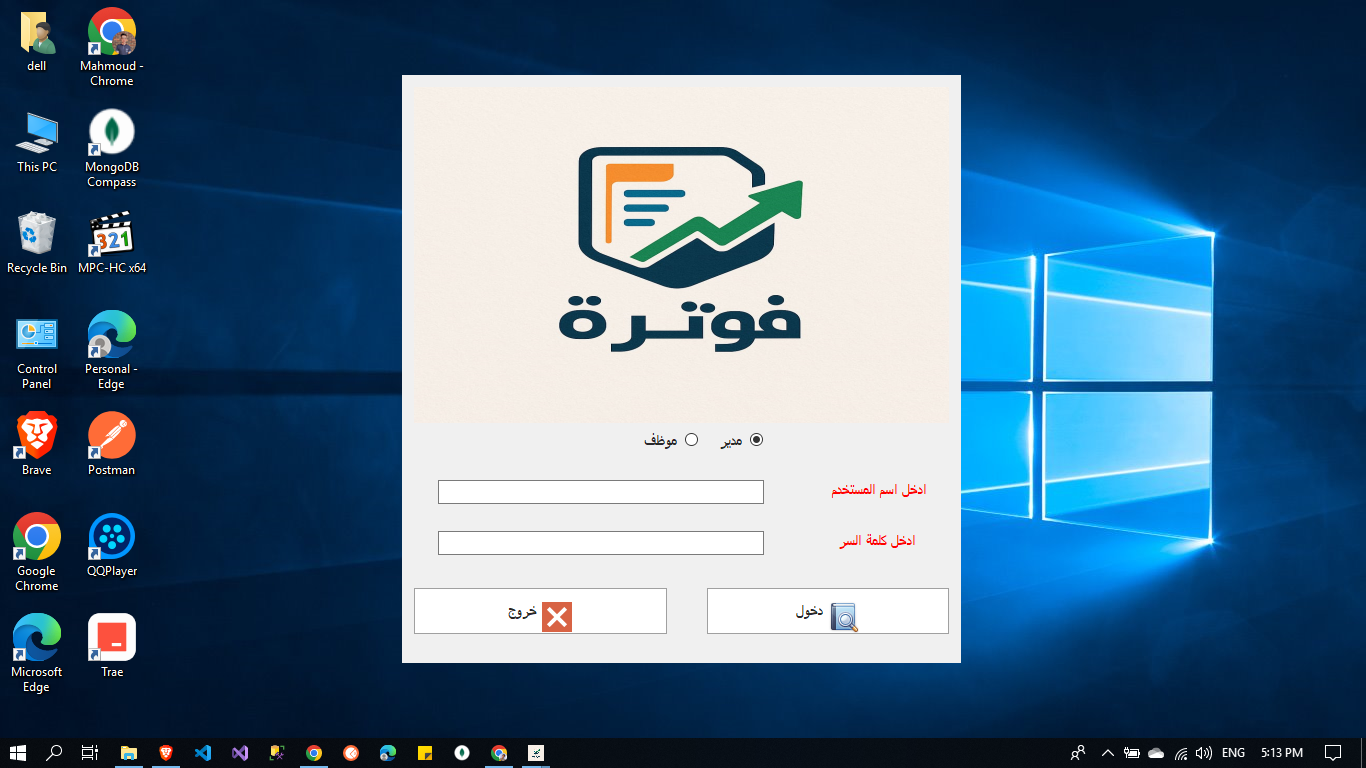 dell
Mahmoud -
Chrome
This PC
MongoDB
Compass
Recycle Bin
321
MPC-HC x64
Control
Panel
Personal -
Edge
Brave
Postman
Google
Chrome
QQPlayer
Microsoft
Edge
Trae
فوترة
مدير
موظف
ادخل اسم المستخدم
ادخل كلمة السر
دخول
خروج
ENG
5:13 PM